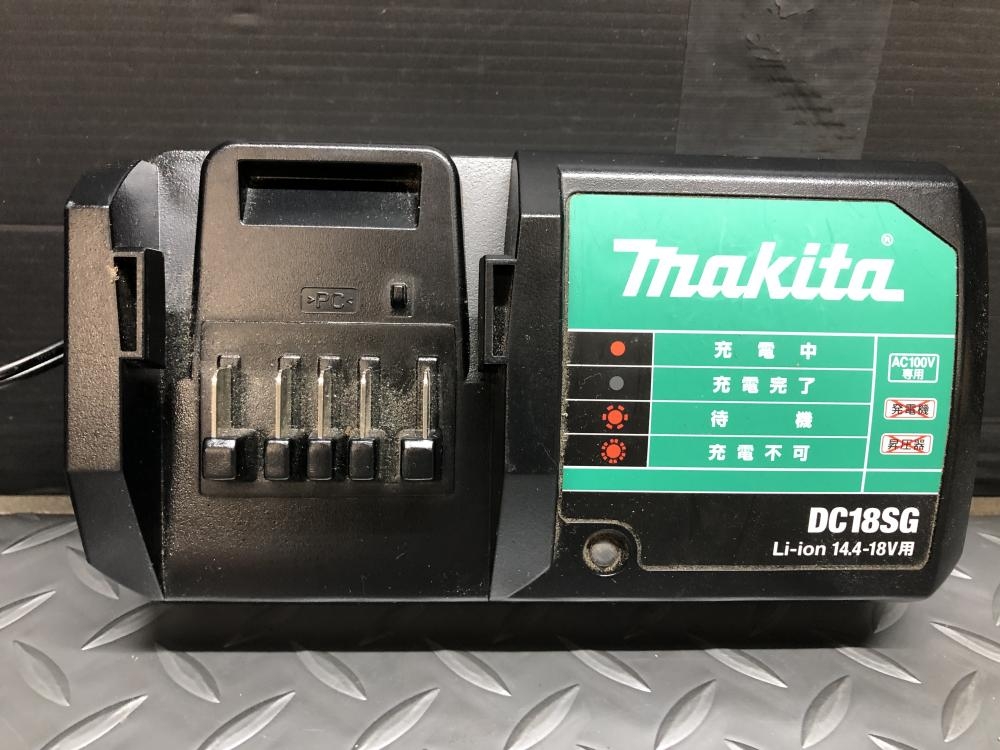 >PC<
makita®
充電中
充電完了
待機
充電不可
AC100V
専用
発電機
昇圧器
DC18SG
Li-ion 14.4-18V用